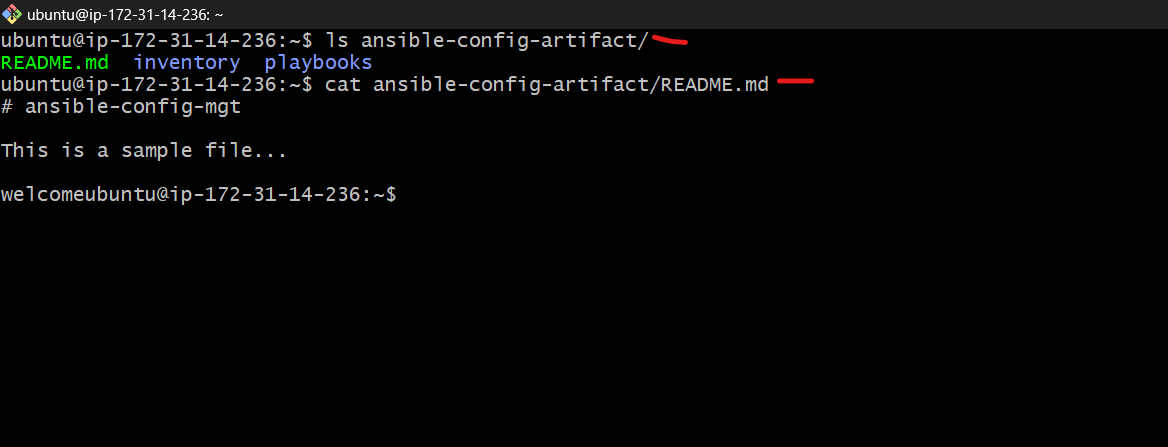 ubuntu@ip-172-31-14-236: ~
ubuntu@ip-172-31-14-236:~$ ls ansible-config-artifact/
README.md  inventory  playbooks
ubuntu@ip-172-31-14-236:~$ cat ansible-config-artifact/README.md
# ansible-config-mgt
This is a sample file...
welcomeubuntu@ip-172-31-14-236:~$